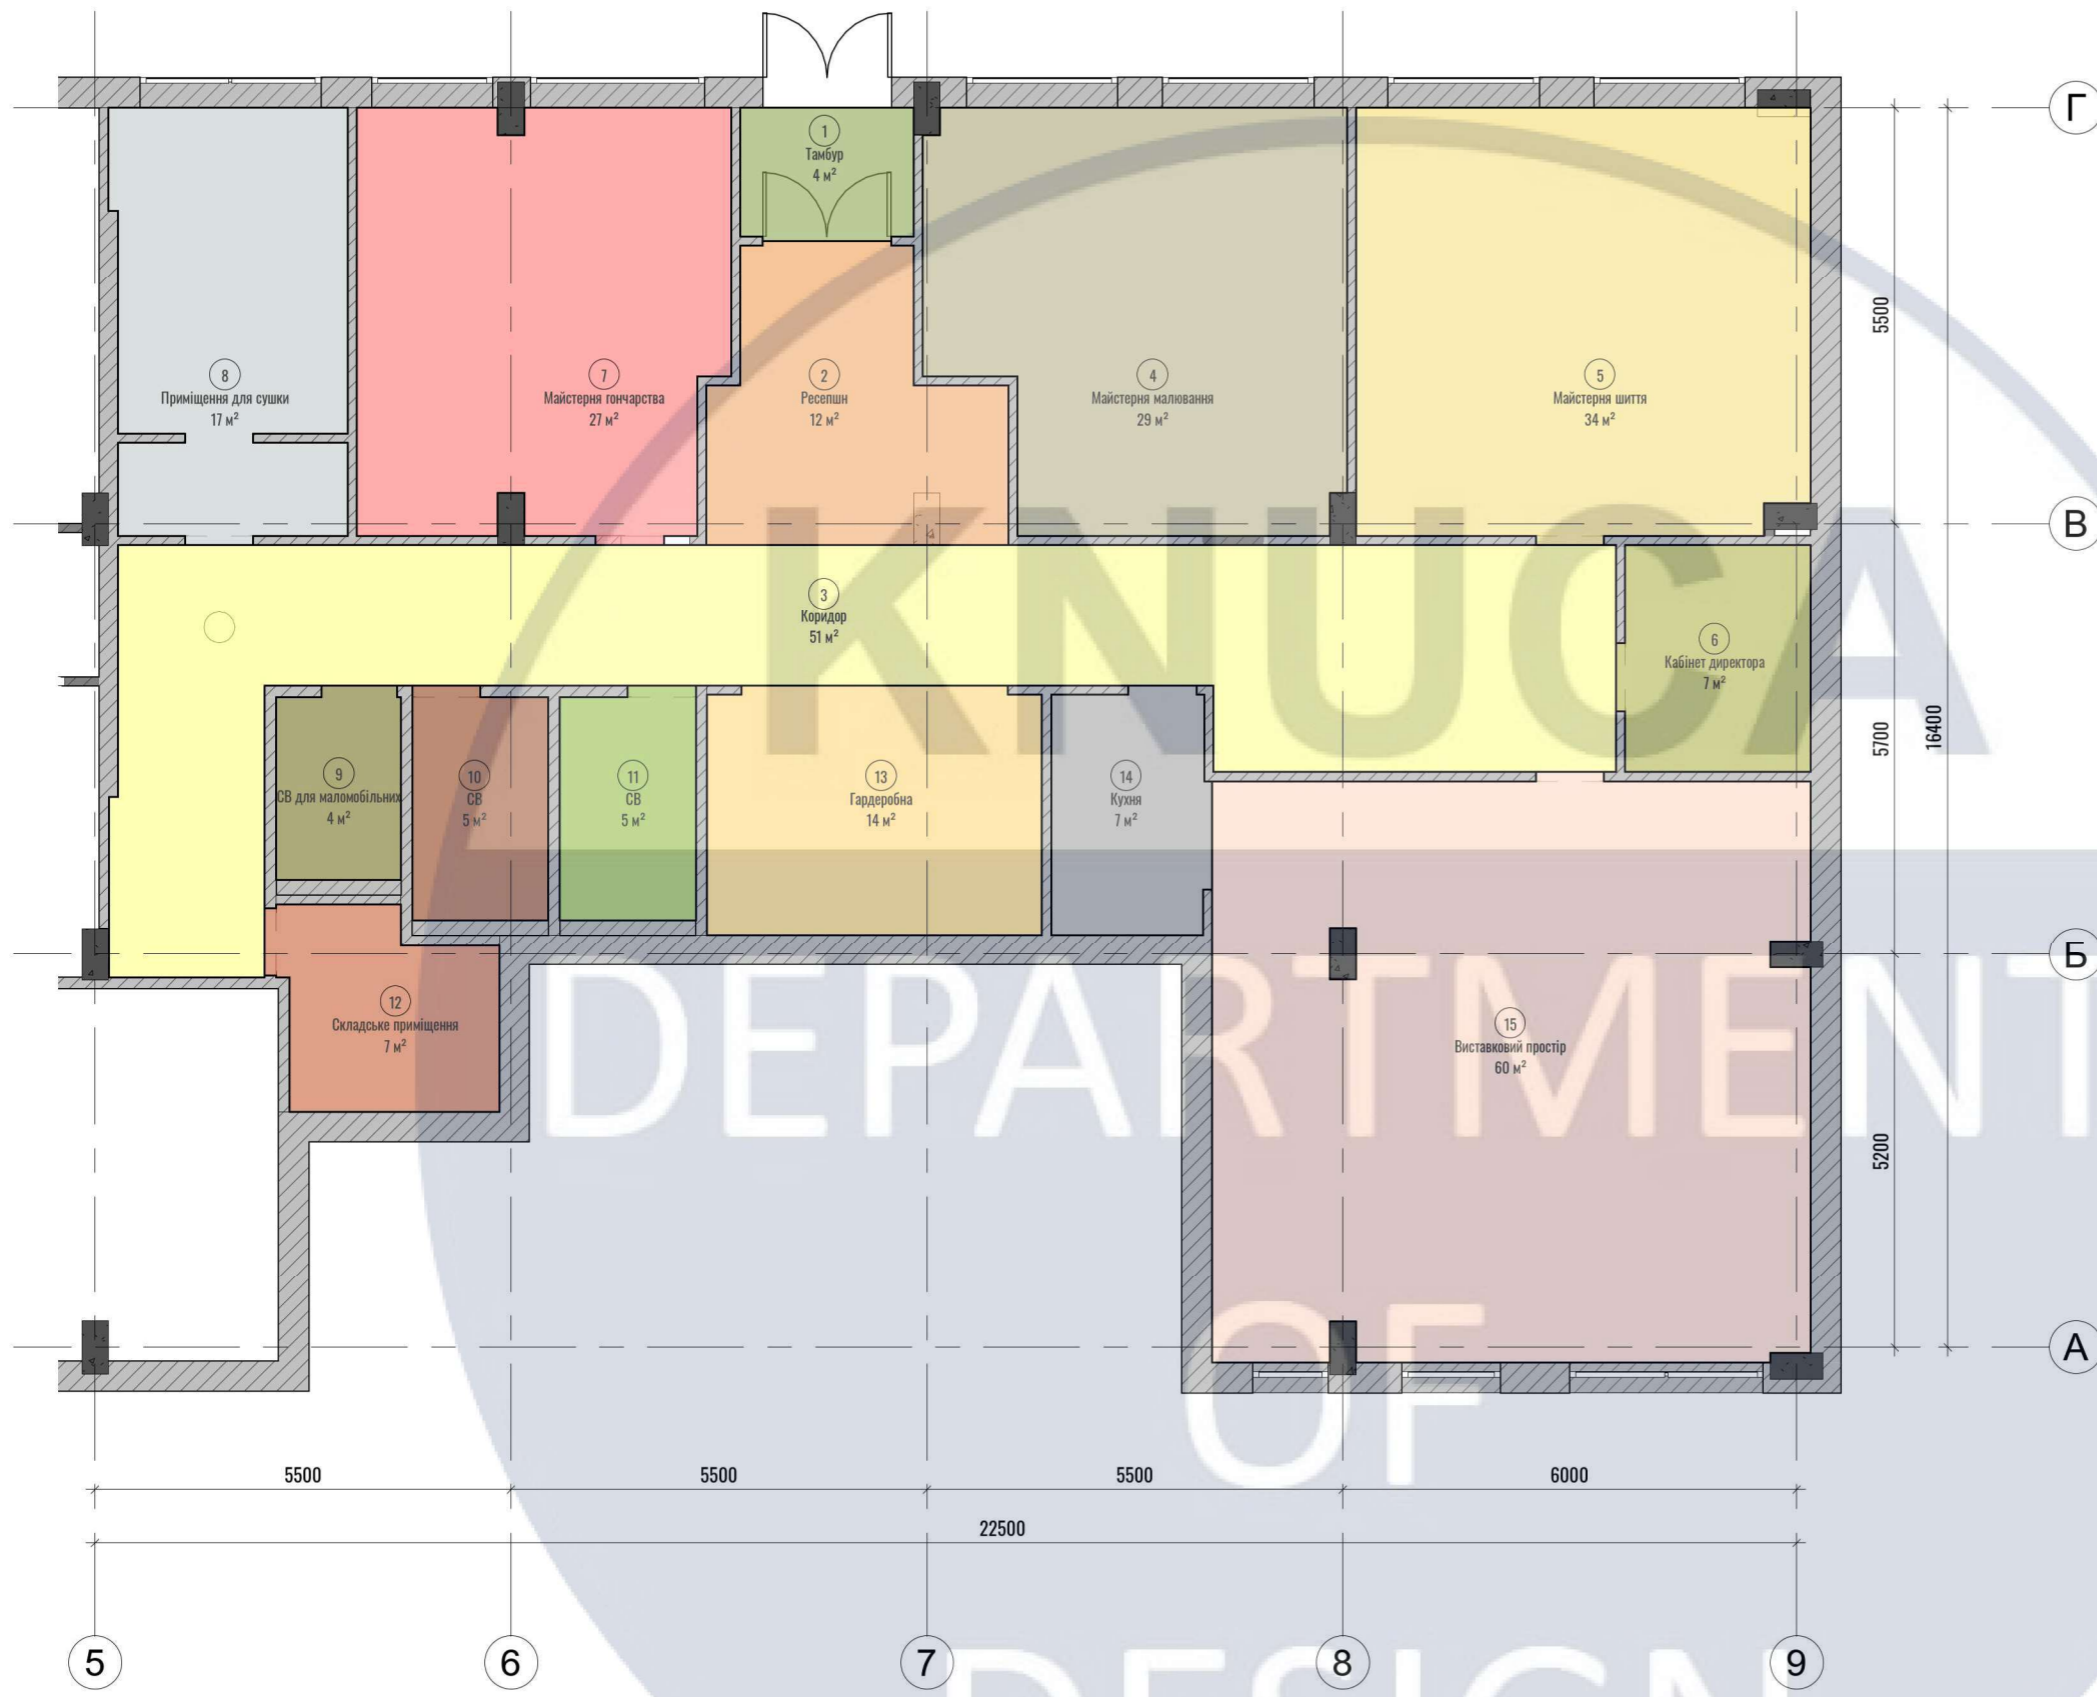 1
Тамбур
4 м²
8
Приміщення для сушки
17 м²
7
Майстерня гончарства
27 м²
2
Ресепшн
12 м²
4
Майстерня малювання
29 м²
5
Майстерня шиття
34 м²
3
Коридор
51 м²
6
Кабінет директора
7 м²
9
СВ для маломобільних
4 м²
10
СВ
5 м²
11
СВ
5 м²
13
Гардеробна
14 м²
14
Кухня
7 м²
12
Складське приміщення
7 м²
15
Виставковий простір
60 м²
Г
В
Б
А
5500
5700
5200
16400
5500
5500
5500
6000
22500
5
6
7
8
9
KNUCA
DEPARTMENT
OF
DESIGN